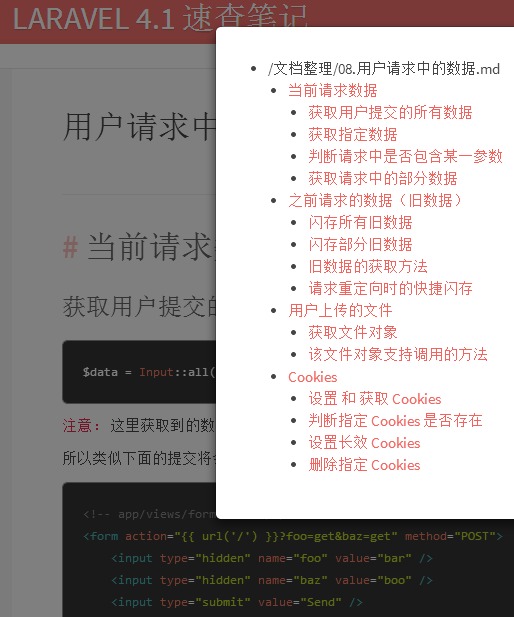 LARAVEL 4.1 速查笔记
/文档整理/08.用户请求中的数据.md
当前请求数据
获取用户提交的所有数据
获取指定数据
判断请求中是否包含某一参数
获取请求中的部分数据
之前请求的数据（旧数据）
闪存所有旧数据
闪存部分旧数据
旧数据的获取方法
请求重定向时的快捷闪存
用户上传的文件
获取文件对象
该文件对象支持调用的方法
Cookies
设置 和 获取 Cookies
判断指定 Cookies 是否存在
设置长效 Cookies
删除指定 Cookies
用户请求中
# 当前请求
获取用户提交的
$data = Input::all(
注意： 这里获取到的数
所以类似下面的提交将
<!-- app/views/form
<form action="{{ url('/') }}?foo=get&baz=get" method="POST">
<input type="hidden" name="foo" value="bar" />
<input type="hidden" name="baz" value="boo" />
<input type="submit" value="Send" />